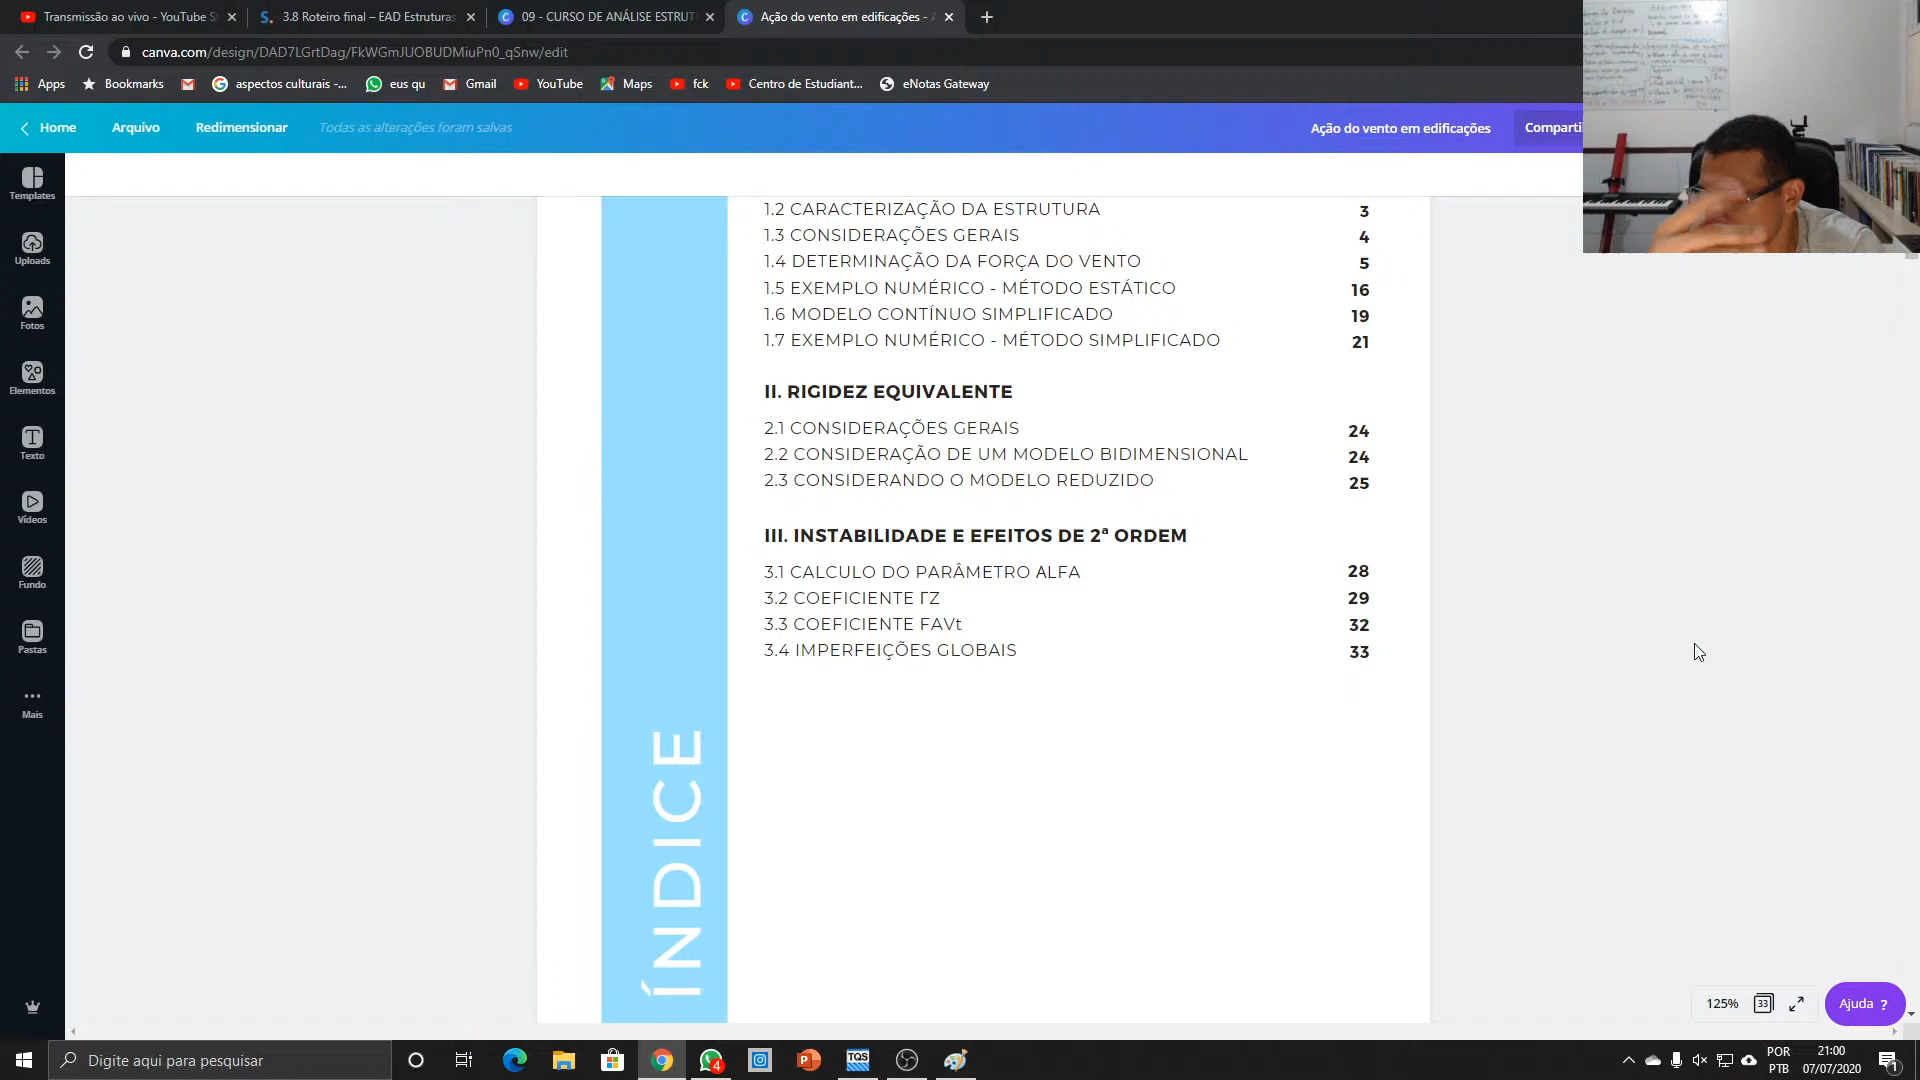 Transmissão ao vivo - YouTube S
3.8 Roteiro final – EAD Estruturas
09 - CURSO DE ANÁLISE ESTRUT
Ação do vento em edificações -
canva.com/design/DAD7LGrtDag/FkWGmJUOBUDMiuPn0_qSnw/edit
Apps
Bookmarks
aspectos culturais -...
eus qu
Gmail
YouTube
Maps
fck
Centro de Estudiant...
eNotas Gateway
Home
Arquivo
Redimensionar
Todas as alterações foram salvas
Ação do vento em edificações
Compartil
Templates
Uploads
Fotos
Elementos
Texto
Vídeos
Fundo
Pastas
Mais
1.2 CARACTERIZAÇÃO DA ESTRUTURA 3
1.3 CONSIDERAÇÕES GERAIS 4
1.4 DETERMINAÇÃO DA FORÇA DO VENTO 5
1.5 EXEMPLO NUMÉRICO - MÉTODO ESTÁTICO 16
1.6 MODELO CONTÍNUO SIMPLIFICADO 19
1.7 EXEMPLO NUMÉRICO - MÉTODO SIMPLIFICADO 21
II. RIGIDEZ EQUIVALENTE
2.1 CONSIDERAÇÕES GERAIS 24
2.2 CONSIDERAÇÃO DE UM MODELO BIDIMENSIONAL 24
2.3 CONSIDERANDO O MODELO REDUZIDO 25
III. INSTABILIDADE E EFEITOS DE 2ª ORDEM
3.1 CALCULO DO PARÂMETRO ALFA 28
3.2 COEFICIENTE ΓZ 29
3.3 COEFICIENTE FAVt 32
3.4 IMPERFEIÇÕES GLOBAIS 33
ÍNDICE
125%
33
Ajuda ?
Digite aqui para pesquisar
4
TQS
POR
PTB
21:00
07/07/2020
1